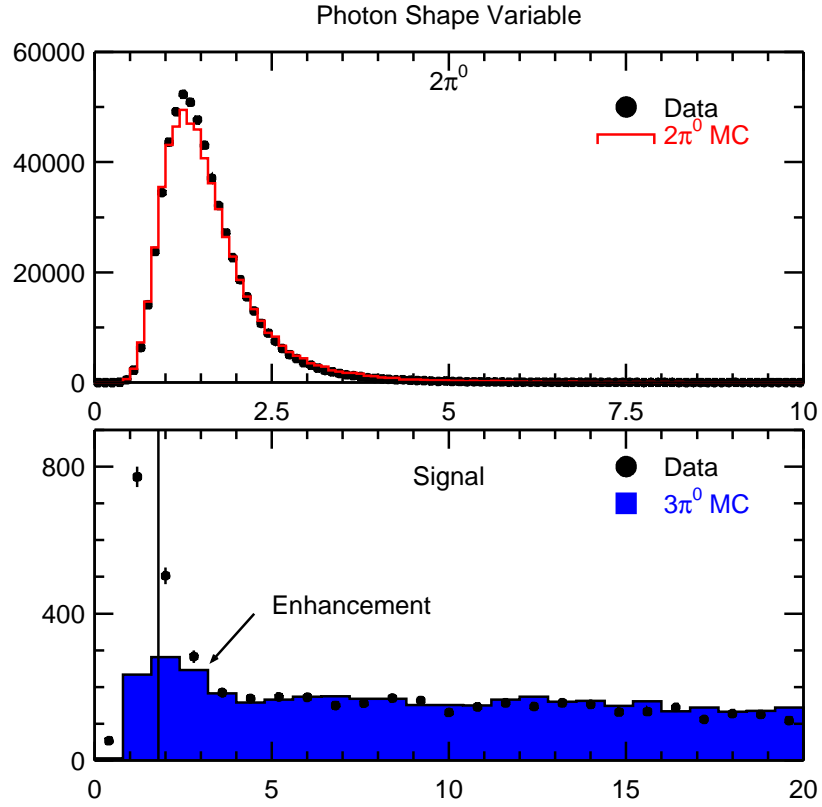 Photon Shape Variable
60000
40000
20000
0
2π⁰
Data
2π⁰ MC
0 2.5 5 7.5 10
800
400
0
Signal
Data
3π⁰ MC
Enhancement
0 5 10 15 20